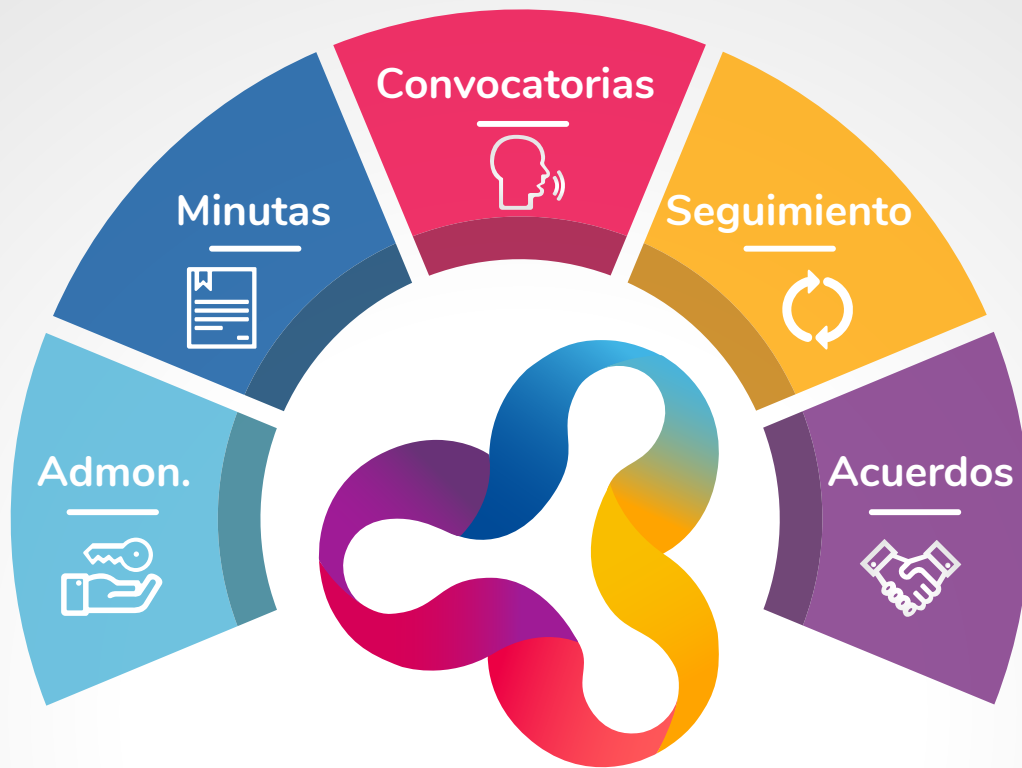 Convocatorias
Minutas
Seguimiento
Admon.
Acuerdos